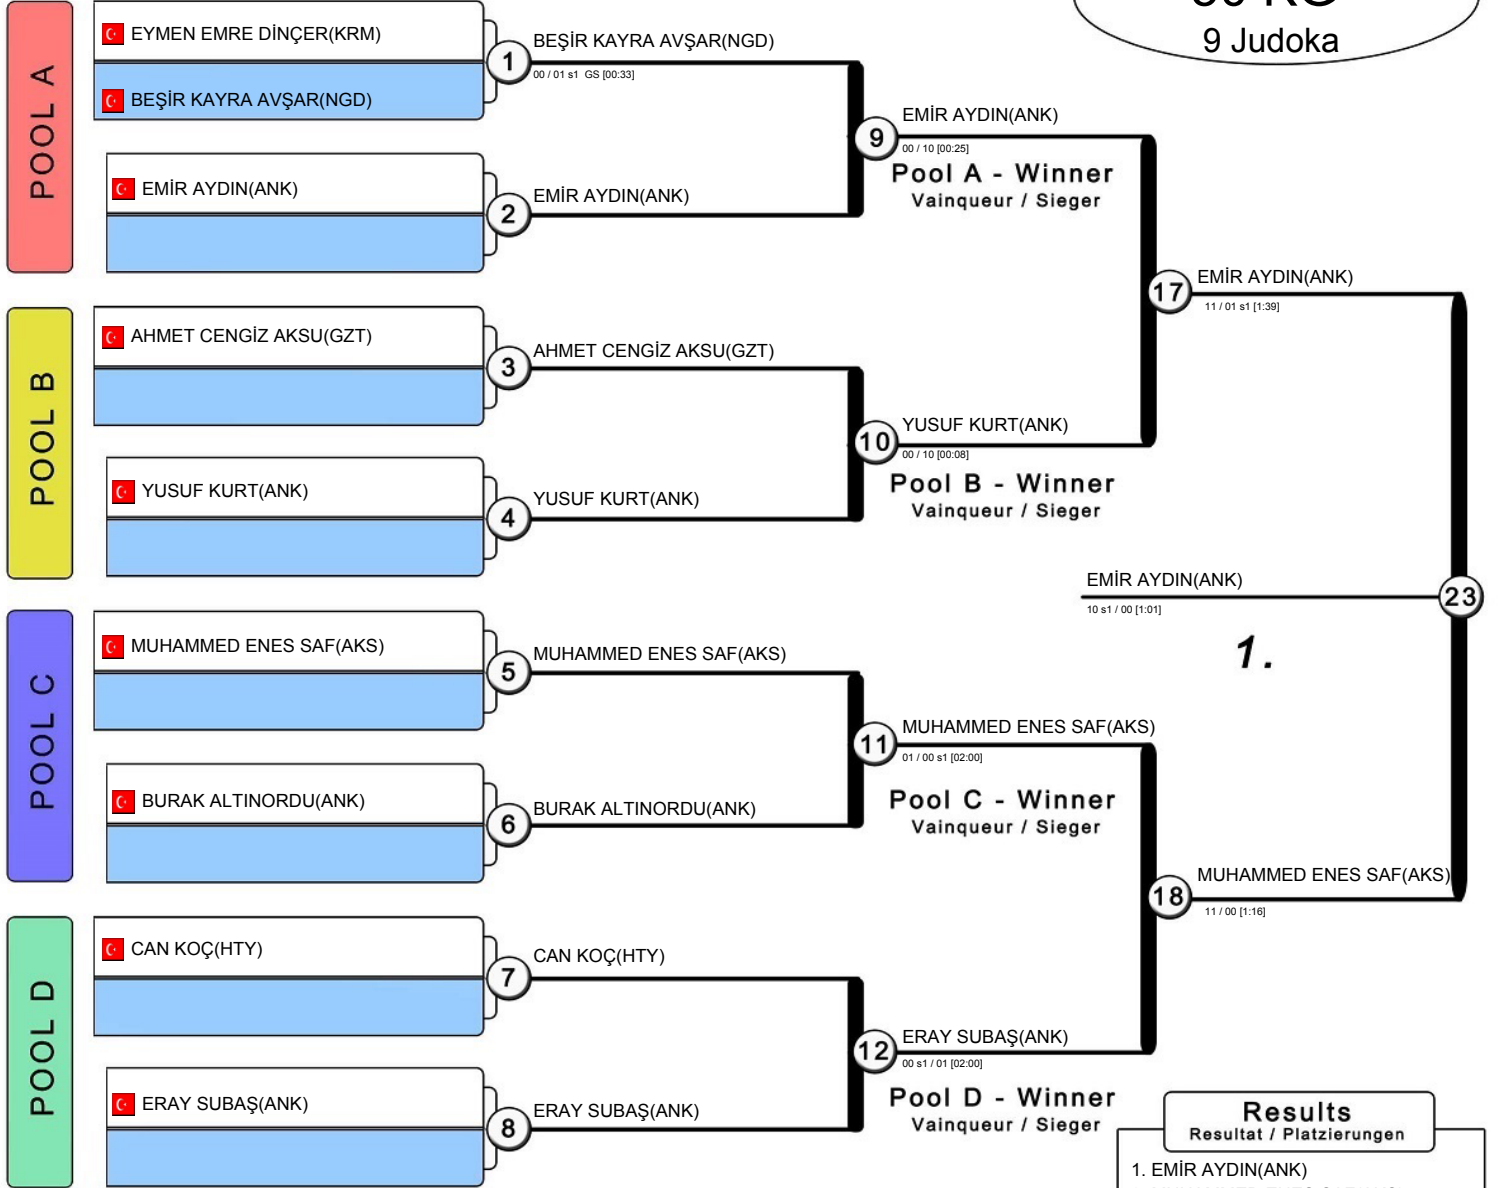 9 Judoka
POOL A
EYMEN EMRE DİNÇER(KRM)
BEŞİR KAYRA AVŞAR(NGD)
1
BEŞİR KAYRA AVŞAR(NGD)
00 / 01 s1 GS [00:33]
EMİR AYDIN(ANK)
2
EMİR AYDIN(ANK)
9
EMİR AYDIN(ANK)
00 / 10 [00:25]
Pool A - Winner
Vainqueur / Sieger
POOL B
AHMET CENGİZ AKSU(GZT)
3
AHMET CENGİZ AKSU(GZT)
YUSUF KURT(ANK)
4
YUSUF KURT(ANK)
10
YUSUF KURT(ANK)
00 / 10 [00:08]
Pool B - Winner
Vainqueur / Sieger
17
EMİR AYDIN(ANK)
11 / 01 s1 [1:39]
POOL C
MUHAMMED ENES SAF(AKS)
5
MUHAMMED ENES SAF(AKS)
BURAK ALTINORDU(ANK)
6
BURAK ALTINORDU(ANK)
11
MUHAMMED ENES SAF(AKS)
01 / 00 s1 [02:00]
Pool C - Winner
Vainqueur / Sieger
POOL D
CAN KOÇ(HTY)
7
CAN KOÇ(HTY)
ERAY SUBAŞ(ANK)
8
ERAY SUBAŞ(ANK)
12
ERAY SUBAŞ(ANK)
00 s1 / 01 [02:00]
Pool D - Winner
Vainqueur / Sieger
18
MUHAMMED ENES SAF(AKS)
11 / 00 [1:16]
EMİR AYDIN(ANK)
23
10 s1 / 00 [1:01]
1.
Results
Resultat / Platzierungen
1. EMİR AYDIN(ANK)